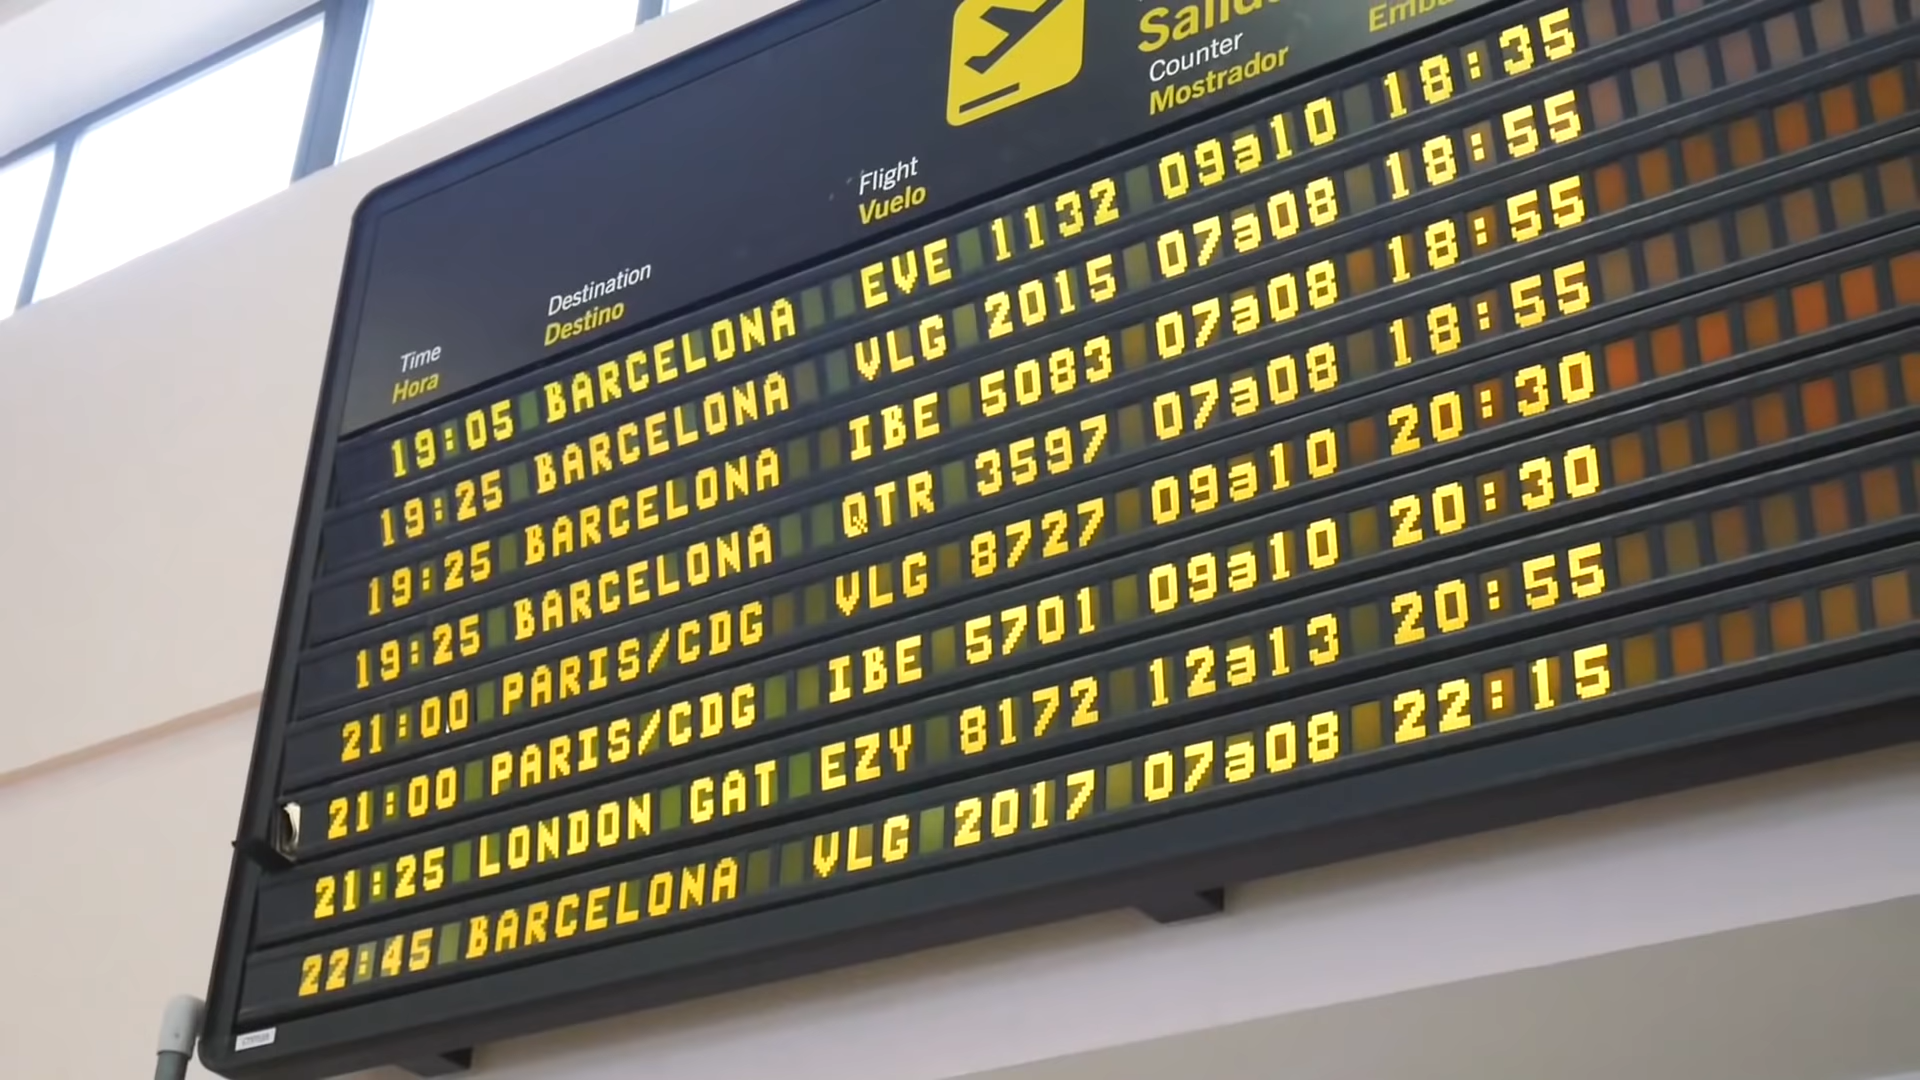 Counter
Mostrador
Flight
Vuelo
Destination
Destino
Time
Hora
19:05 BARCELONA EVE 1132 09a10 18:35
19:25 BARCELONA VLG 2015 07a08 18:55
19:25 BARCELONA IBE 5083 07a08 18:55
19:25 BARCELONA QTR 3597 07a08 18:55
21:00 PARIS/CDG VLG 8727 09a10 20:30
21:00 PARIS/CDG IBE 5701 09a10 20:30
21:25 LONDON GAT EZY 8172 12a13 20:55
22:45 BARCELONA VLG 2017 07a08 22:15